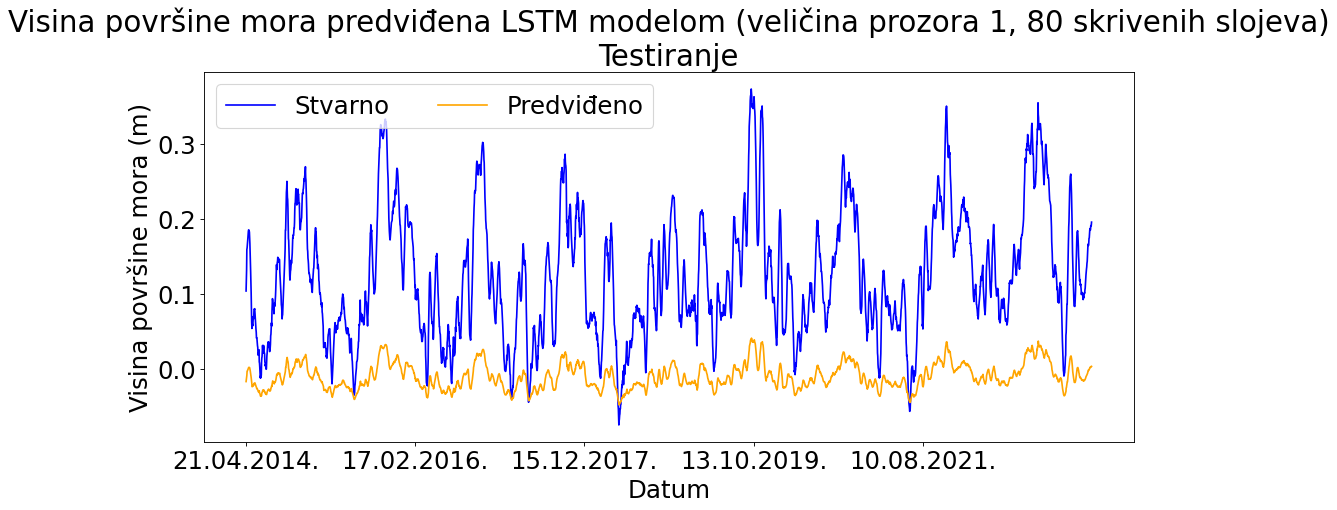 Visina površine mora predviđena LSTM modelom (veličina prozora 1, 80 skrivenih slojeva)
Testiranje
Stvarno
Predviđeno
Visina površine mora (m)
0.3
0.2
0.1
0.0
21.04.2014.
17.02.2016.
15.12.2017.
13.10.2019.
10.08.2021.
Datum